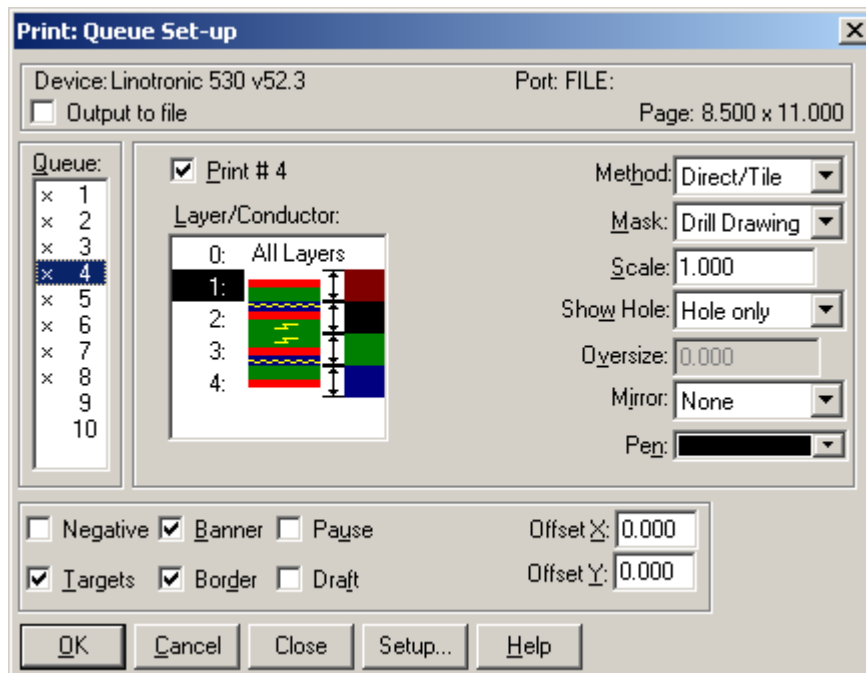 Print: Queue Set-up
Device: Linotronic 530 v52.3 Port: FILE:
Output to file Page: 8.500 x 11.000
Queue:
× 1
× 2
× 3
× 4
× 5
× 6
× 7
× 8
9
10
Print # 4
Layer/Conductor:
0: All Layers
1:
2:
3:
4:
Method: Direct/Tile
Mask: Drill Drawing
Scale: 1.000
Show Hole: Hole only
Oversize: 0.000
Mirror: None
Pen:
Negative Banner Pause Offset X: 0.000
Targets Border Draft Offset Y: 0.000
OK Cancel Close Setup... Help